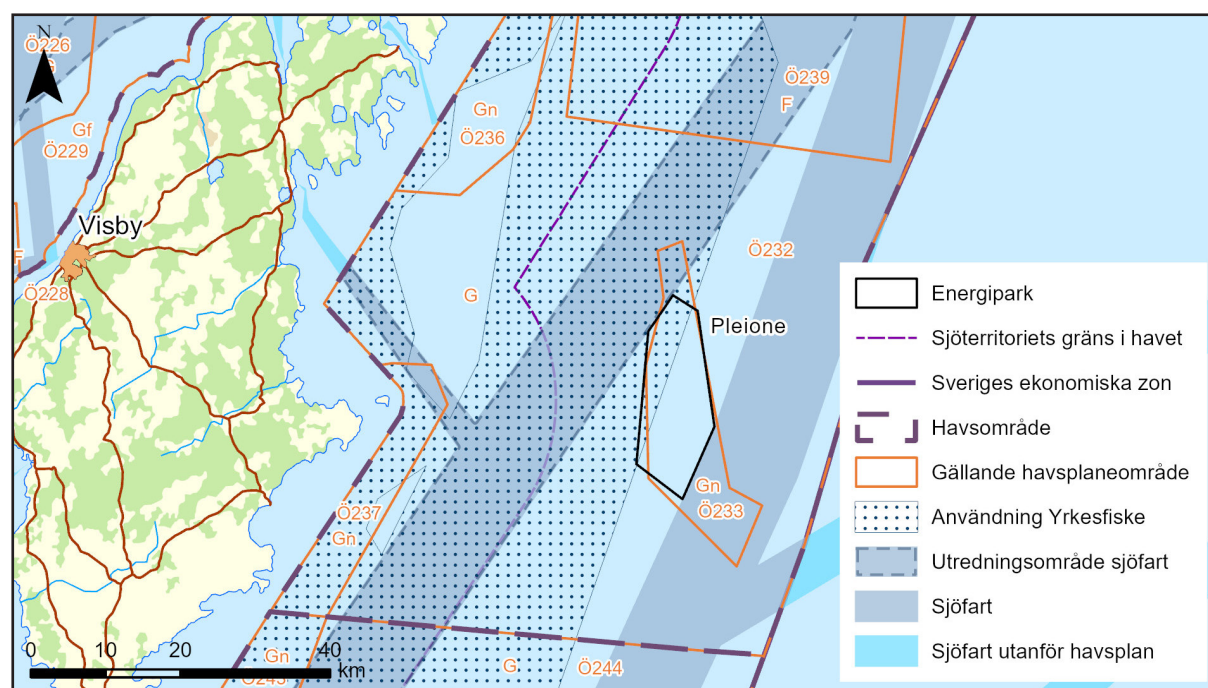 N
Ö226
G
Gf
Ö229
Visby
F
Ö228
Gn
Ö236
Ö239
F
Ö232
G
Pleione
Gn
Ö233
Ö237
Gn
Gn
Ö245
G
Ö244
0 10 20 40
km
Energipark
Sjöterritoriets gräns i havet
Sveriges ekonomiska zon
Havsområde
Gällande havsplaneområde
Användning Yrkesfiske
Utredningsområde sjöfart
Sjöfart
Sjöfart utanför havsplan